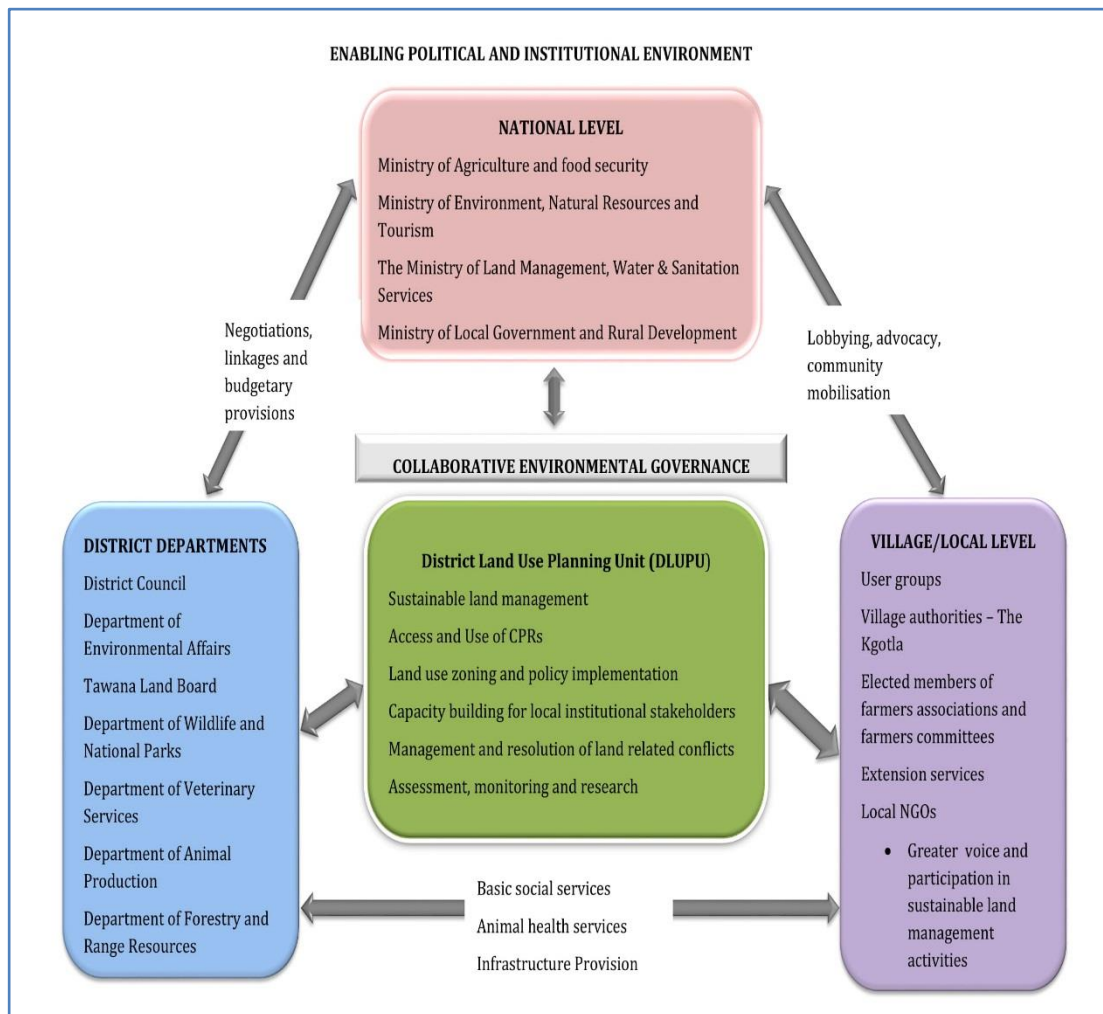 ENABLING POLITICAL AND INSTITUTIONAL ENVIRONMENT
NATIONAL LEVEL
Ministry of Agriculture and food security
Ministry of Environment, Natural Resources and
Tourism
The Ministry of Land Management, Water & Sanitation
Services
Ministry of Local Government and Rural Development
Negotiations,
linkages and
budgetary
provisions
Lobbying, advocacy,
community
mobilisation
COLLABORATIVE ENVIRONMENTAL GOVERNANCE
DISTRICT DEPARTMENTS
District Council
Department of
Environmental Affairs
Tawana Land Board
Department of Wildlife and
National Parks
Department of Veterinary
Services
Department of Animal
Production
Department of Forestry and
Range Resources
District Land Use Planning Unit (DLUPU)
Sustainable land management
Access and Use of CPRs
Land use zoning and policy implementation
Capacity building for local institutional stakeholders
Management and resolution of land related conflicts
Assessment, monitoring and research
VILLAGE/LOCAL LEVEL
User groups
Village authorities – The
Kgotla
Elected members of
farmers associations and
farmers committees
Extension services
Local NGOs
• Greater voice and
participation in
sustainable land
management
activities
Basic social services
Animal health services
Infrastructure Provision